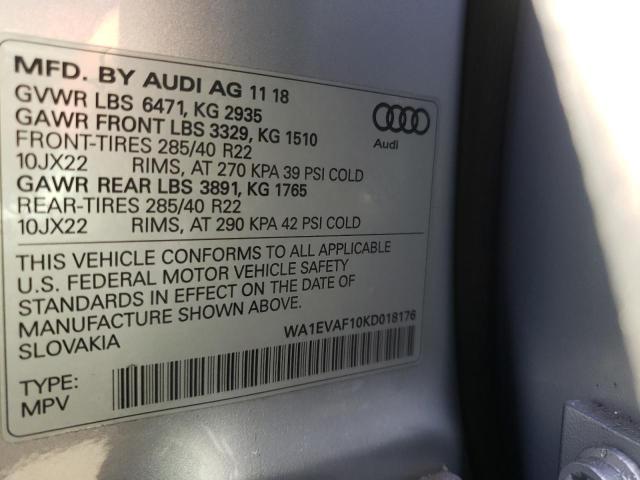 MFD. BY AUDI AG 11 18
GVWR LBS 6471, KG 2935
GAWR FRONT LBS 3329, KG 1510
FRONT-TIRES 285/40 R22
10JX22 RIMS, AT 270 KPA 39 PSI COLD
GAWR REAR LBS 3891, KG 1765
REAR-TIRES 285/40 R22
10JX22 RIMS, AT 290 KPA 42 PSI COLD
Audi
THIS VEHICLE CONFORMS TO ALL APPLICABLE
U.S. FEDERAL MOTOR VEHICLE SAFETY
STANDARDS IN EFFECT ON THE DATE OF
MANUFACTURE SHOWN ABOVE.
SLOVAKIA
WA1EVAF10KD018176
TYPE:
MPV